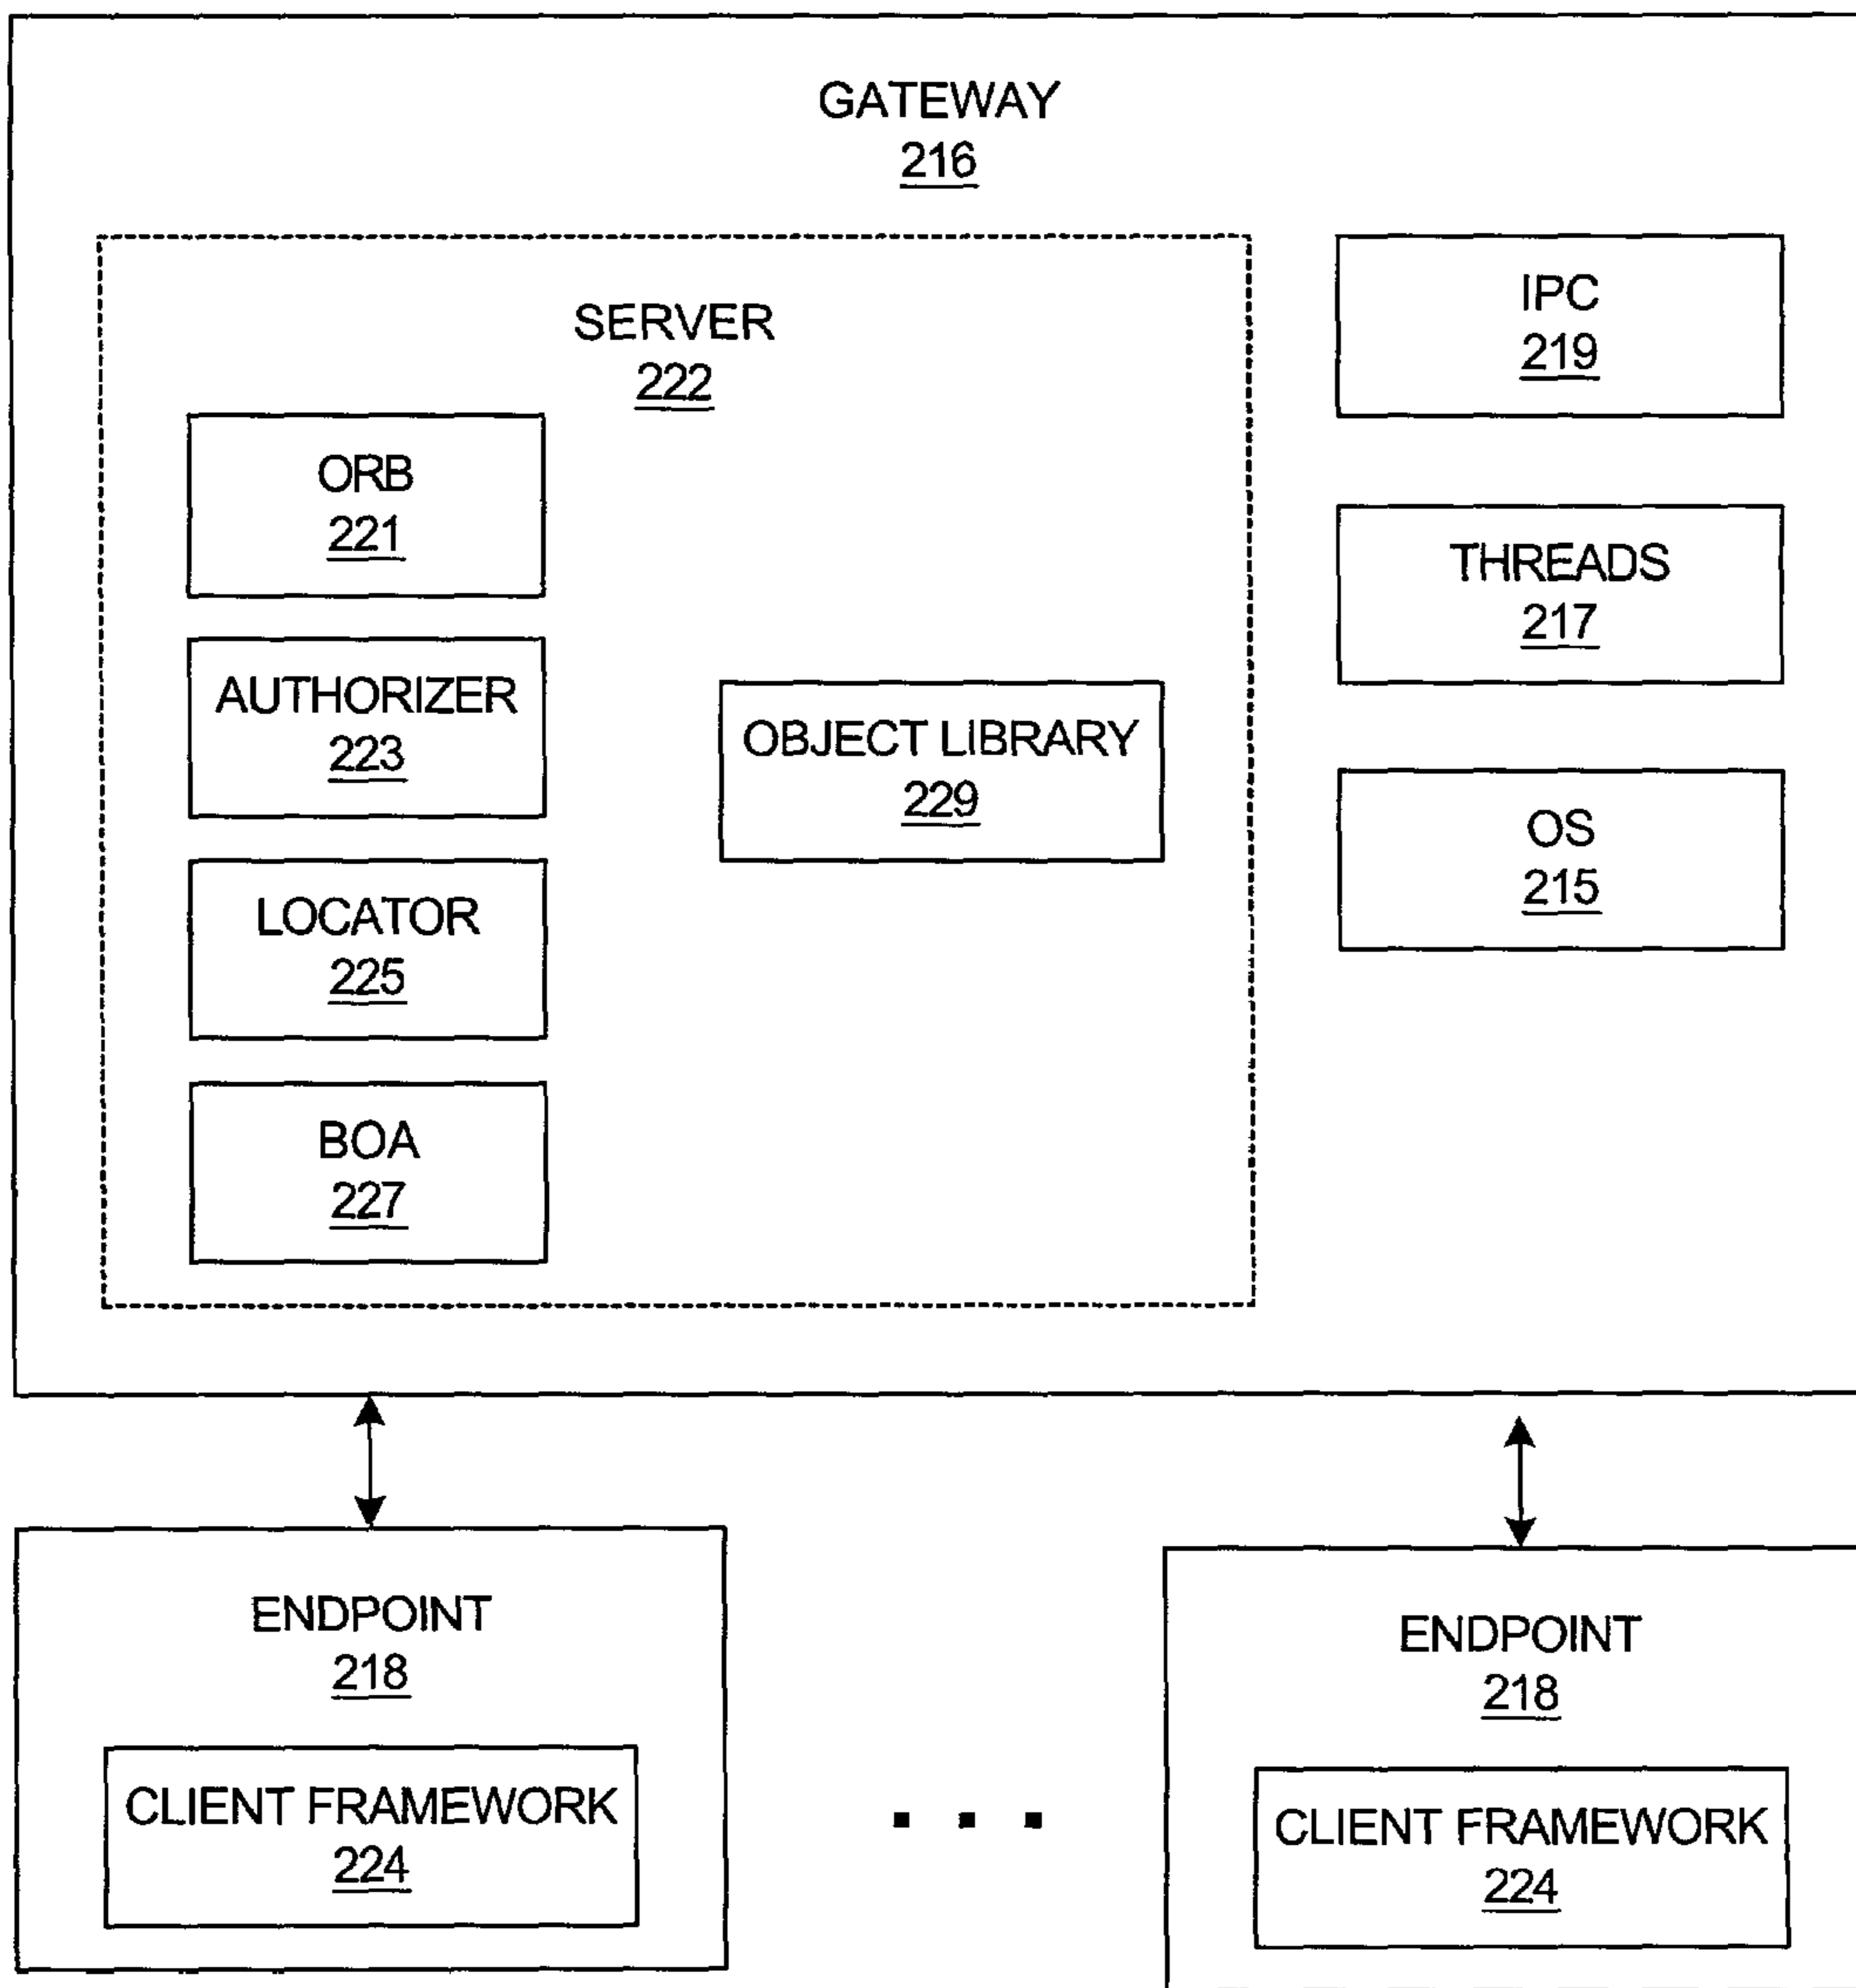 GATEWAY
216
SERVER
222
ORB
221
AUTHORIZER
223
LOCATOR
225
BOA
227
OBJECT LIBRARY
229
IPC
219
THREADS
217
OS
215
ENDPOINT
218
CLIENT FRAMEWORK
224
ENDPOINT
218
CLIENT FRAMEWORK
224